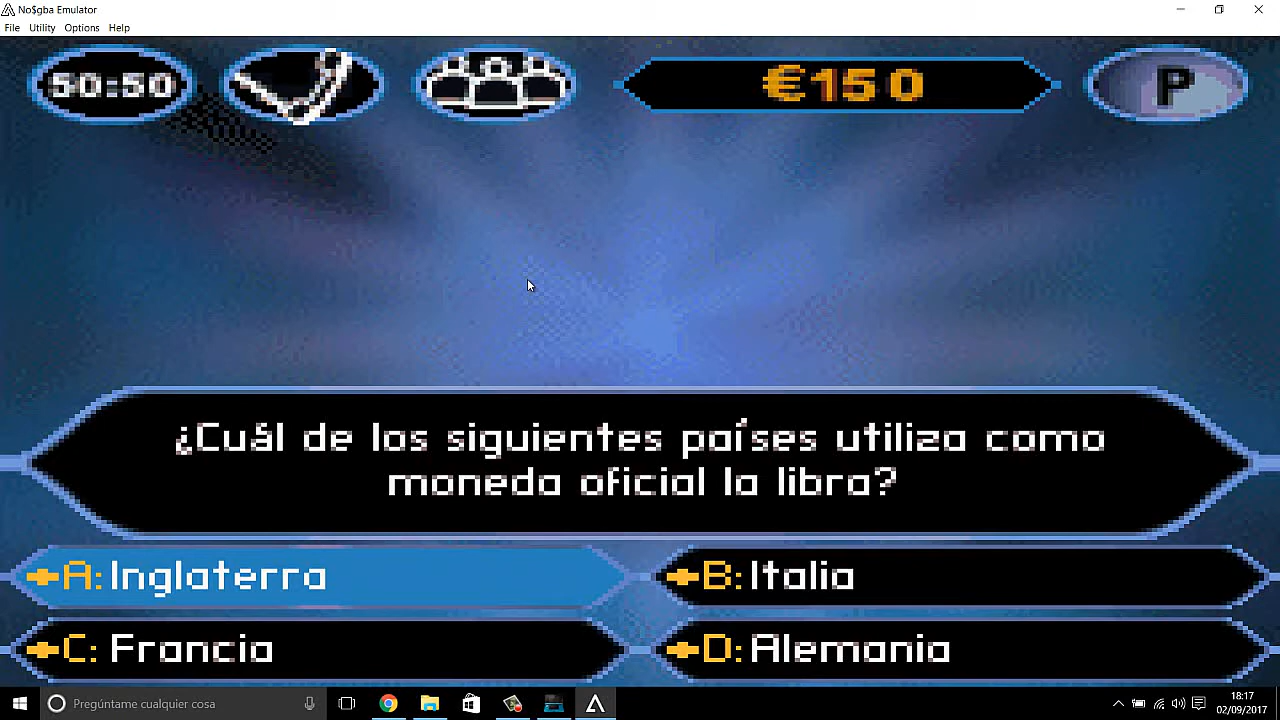 No$gba Emulator
File Utility Options Help
50:50
€150
P
¿Cuál de los siguientes países utiliza como
moneda oficial la libra?
A: Inglaterra
B: Italia
C: Francia
D: Alemania
Pregúntame cualquier cosa
18:17
02/09/2017